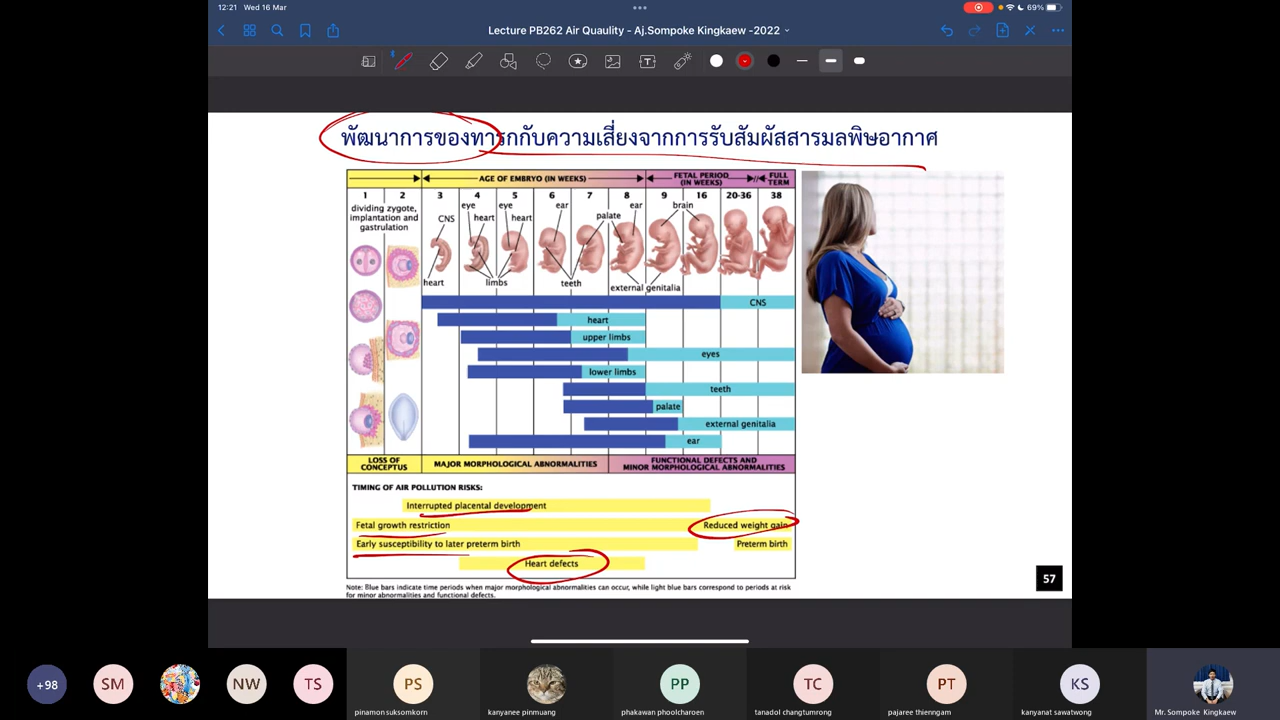 12:21 Wed 16 Mar
69%
Lecture PB262 Air Quaulity - Aj.Sompoke Kingkaew -2022
พัฒนาการของทารกกับความเสี่ยงจากการรับสัมผัสสารมลพิษอากาศ
AGE OF EMBRYO (IN WEEKS)
FETAL PERIOD (IN WEEKS)
FULL TERM
1 2 3 4 5 6 7 8 9 16 20-36 38
dividing zygote,
implantation and
gastrulation
CNS
eye
heart
eye
heart
ear
palate
ear
brain
heart
limbs
teeth
external genitalia
CNS
heart
upper limbs
eyes
lower limbs
teeth
palate
external genitalia
ear
LOSS OF CONCEPTUS
MAJOR MORPHOLOGICAL ABNORMALITIES
FUNCTIONAL DEFECTS AND
MINOR MORPHOLOGICAL ABNORMALITIES
TIMING OF AIR POLLUTION RISKS:
Interrupted placental development
Fetal growth restriction
Reduced weight gain
Early susceptibility to later preterm birth
Preterm birth
Heart defects
Note: Blue bars indicate time periods when major morphological abnormalities can occur, while light blue bars correspond to periods at risk
for minor abnormalities and functional defects.
57
+98
SM
NW
TS
PS
PP
TC
PT
KS
pinamon suksomkorn
kanyanee pinmuang
phakawan phoolcharoen
tanadol changtumrong
pajaree thienngam
kanyanat sawatwong
Mr. Sompoke Kingkaew